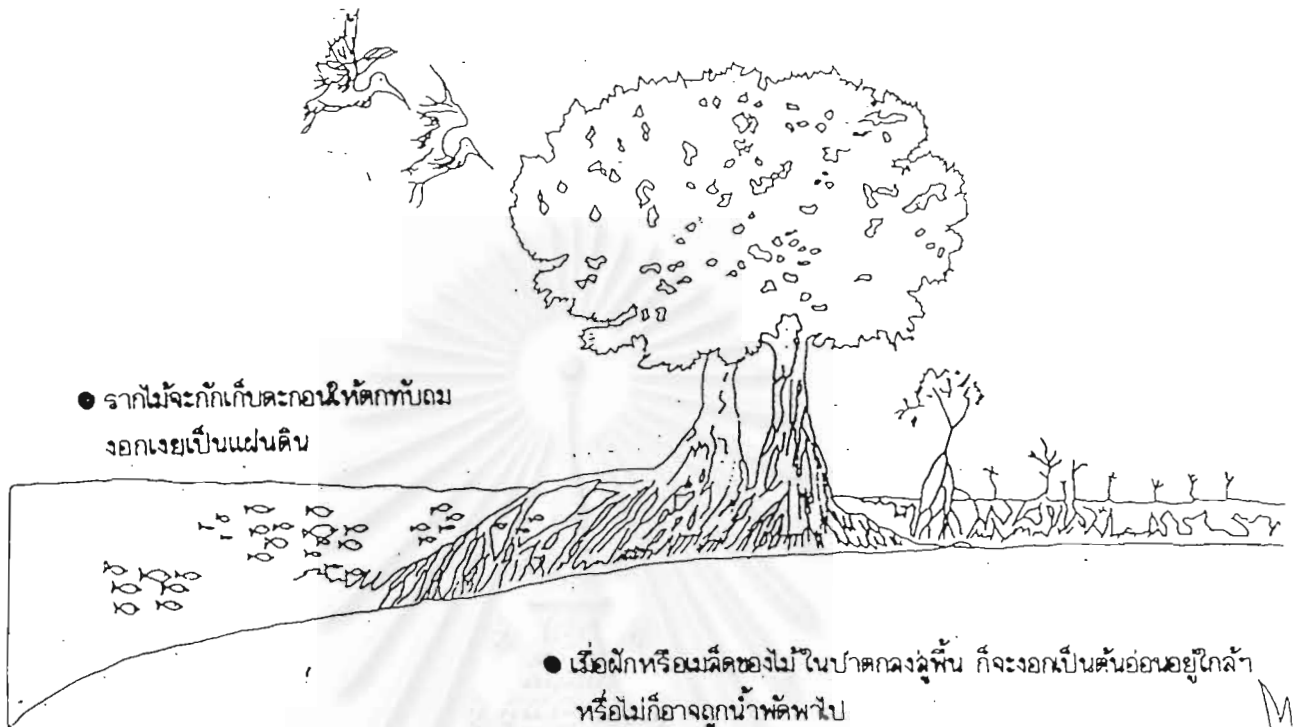 ● รากไม้จะกักเก็บตะกอนให้ตกทับถม
งอกเงยเป็นแผ่นดิน
● เมื่อฝักหรือเมล็ดของไม้ในป่าตกลงสู่พื้น ก็จะงอกเป็นต้นอ่อนอยู่ใกล้ๆ
หรือไม่ก็อาจถูกน้ำพัดพาไป